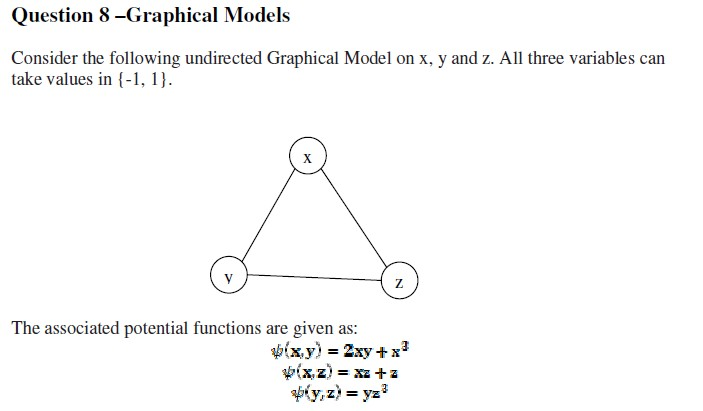 Question 8 –Graphical Models
Consider the following undirected Graphical Model on x, y and z. All three variables can
take values in {-1, 1}.
x
y
z
The associated potential functions are given as:
ψ(x,y) = 2xy + x³
ψ(x,z) = xz + z
ψ(y,z) = yz³